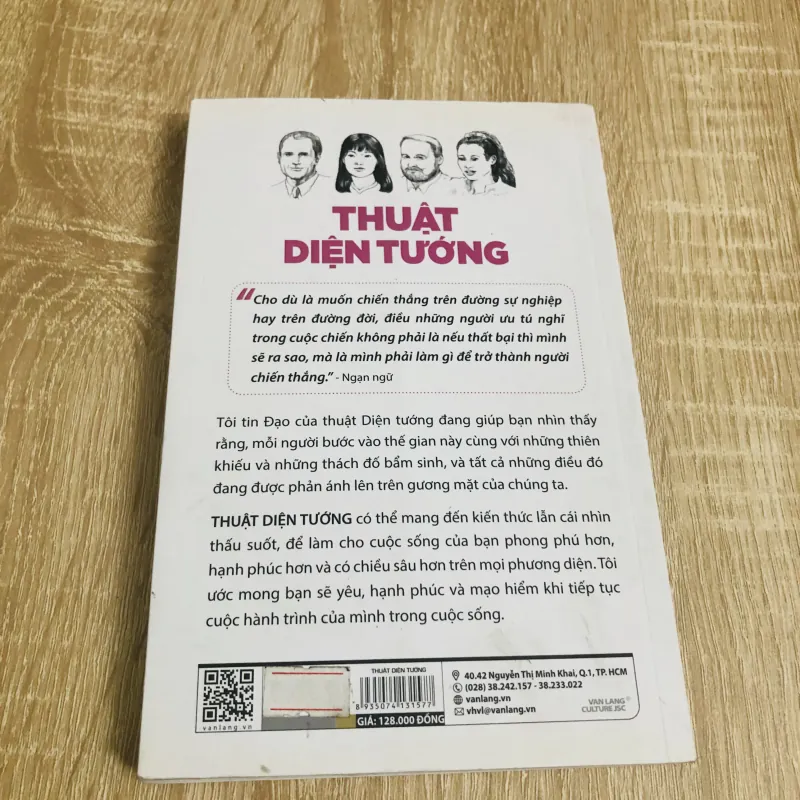 THUẬT
DIỆN TƯỚNG
"Cho dù là muốn chiến thắng trên đường sự nghiệp
hay trên đường đời, điều những người ưu tú nghĩ
trong cuộc chiến không phải là nếu thất bại thì mình
sẽ ra sao, mà là mình phải làm gì để trở thành người
chiến thắng." - Ngạn ngữ
Tôi tin Đạo của thuật Diện tướng đang giúp bạn nhìn thấy
rằng, mỗi người bước vào thế gian này cùng với những thiên
khiếu và những thách đố bẩm sinh, và tất cả những điều đó
đang được phản ánh lên trên gương mặt của chúng ta.
THUẬT DIỆN TƯỚNG có thể mang đến kiến thức lẫn cái nhìn
thấu suốt, để làm cho cuộc sống của bạn phong phú hơn,
hạnh phúc hơn và có chiều sâu hơn trên mọi phương diện. Tôi
ước mong bạn sẽ yêu, hạnh phúc và mạo hiểm khi tiếp tục
cuộc hành trình của mình trong cuộc sống.
vanlang.vn
THUẬT DIỆN TƯỚNG
8 935074 131577
GIÁ: 128.000 ĐỒNG
40.42 Nguyễn Thị Minh Khai, Q.1, TP. HCM
(028) 38.242.157 - 38.233.022
vanlang.vn
vhvl@vanlang.vn
VAN LANG®
CULTURE JSC